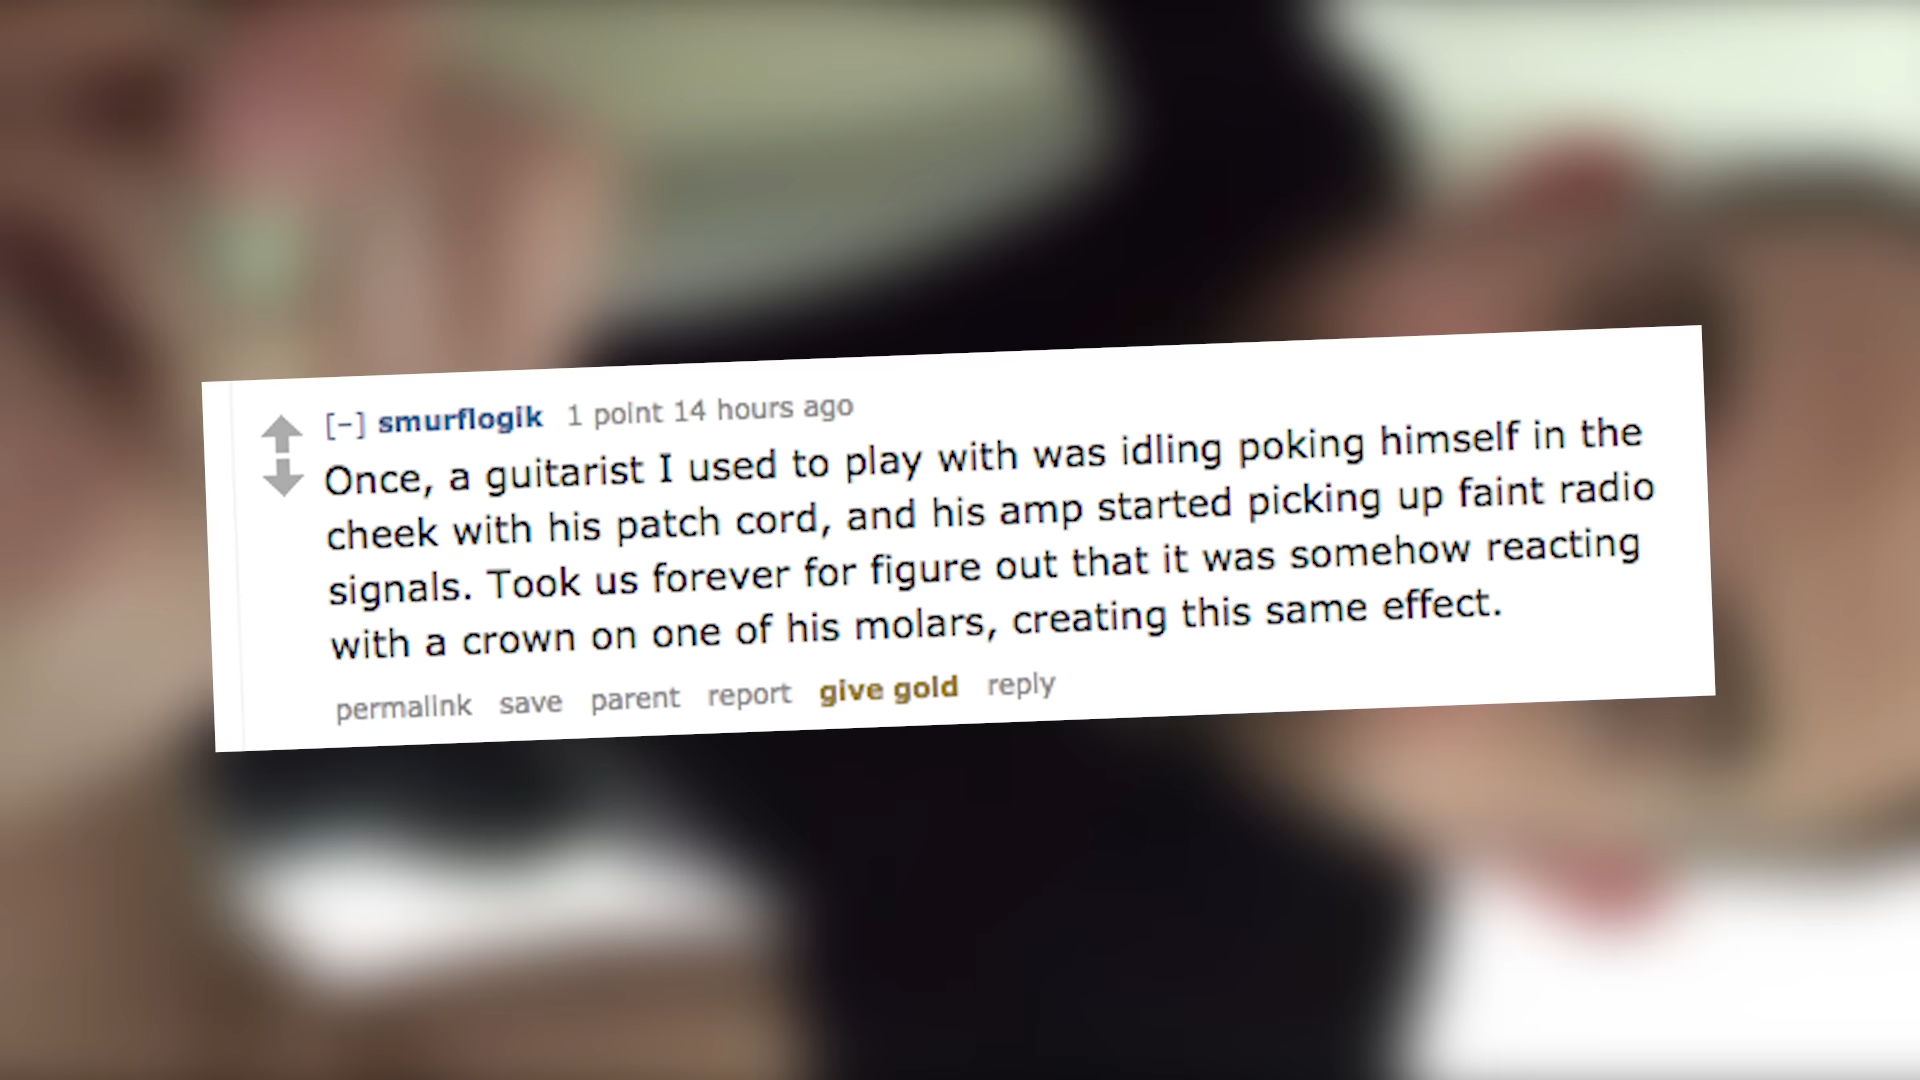 [-] smurflogik 1 point 14 hours ago
Once, a guitarist I used to play with was idling poking himself in the
cheek with his patch cord, and his amp started picking up faint radio
signals. Took us forever for figure out that it was somehow reacting
with a crown on one of his molars, creating this same effect.
permalink save parent report give gold reply